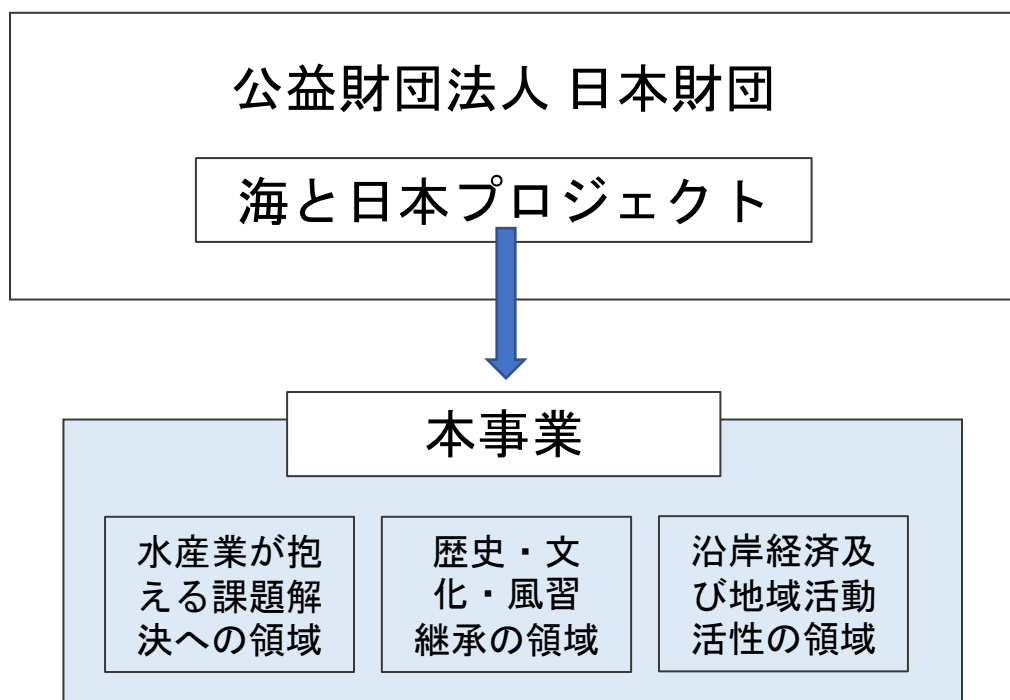 公益財団法人 日本財団
海と日本プロジェクト
本事業
水産業が抱
える課題解
決への領域
歴史・文
化・風習
継承の領域
沿岸経済及
び地域活動
活性の領域